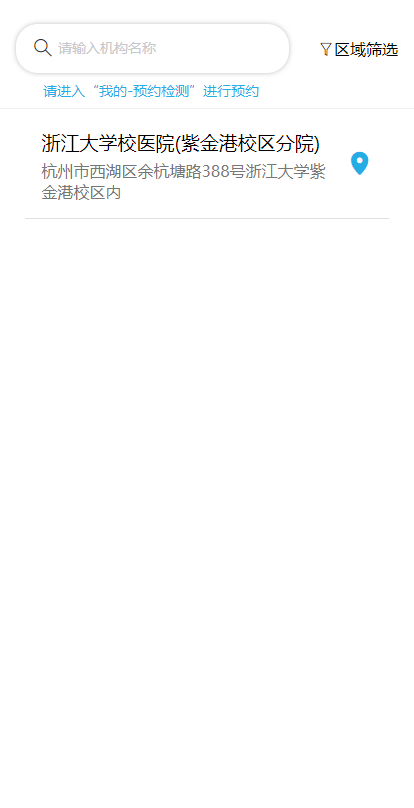 请输入机构名称
区域筛选
请进入“我的-预约检测”进行预约
浙江大学校医院(紫金港校区分院)
杭州市西湖区余杭塘路388号浙江大学紫
金港校区内